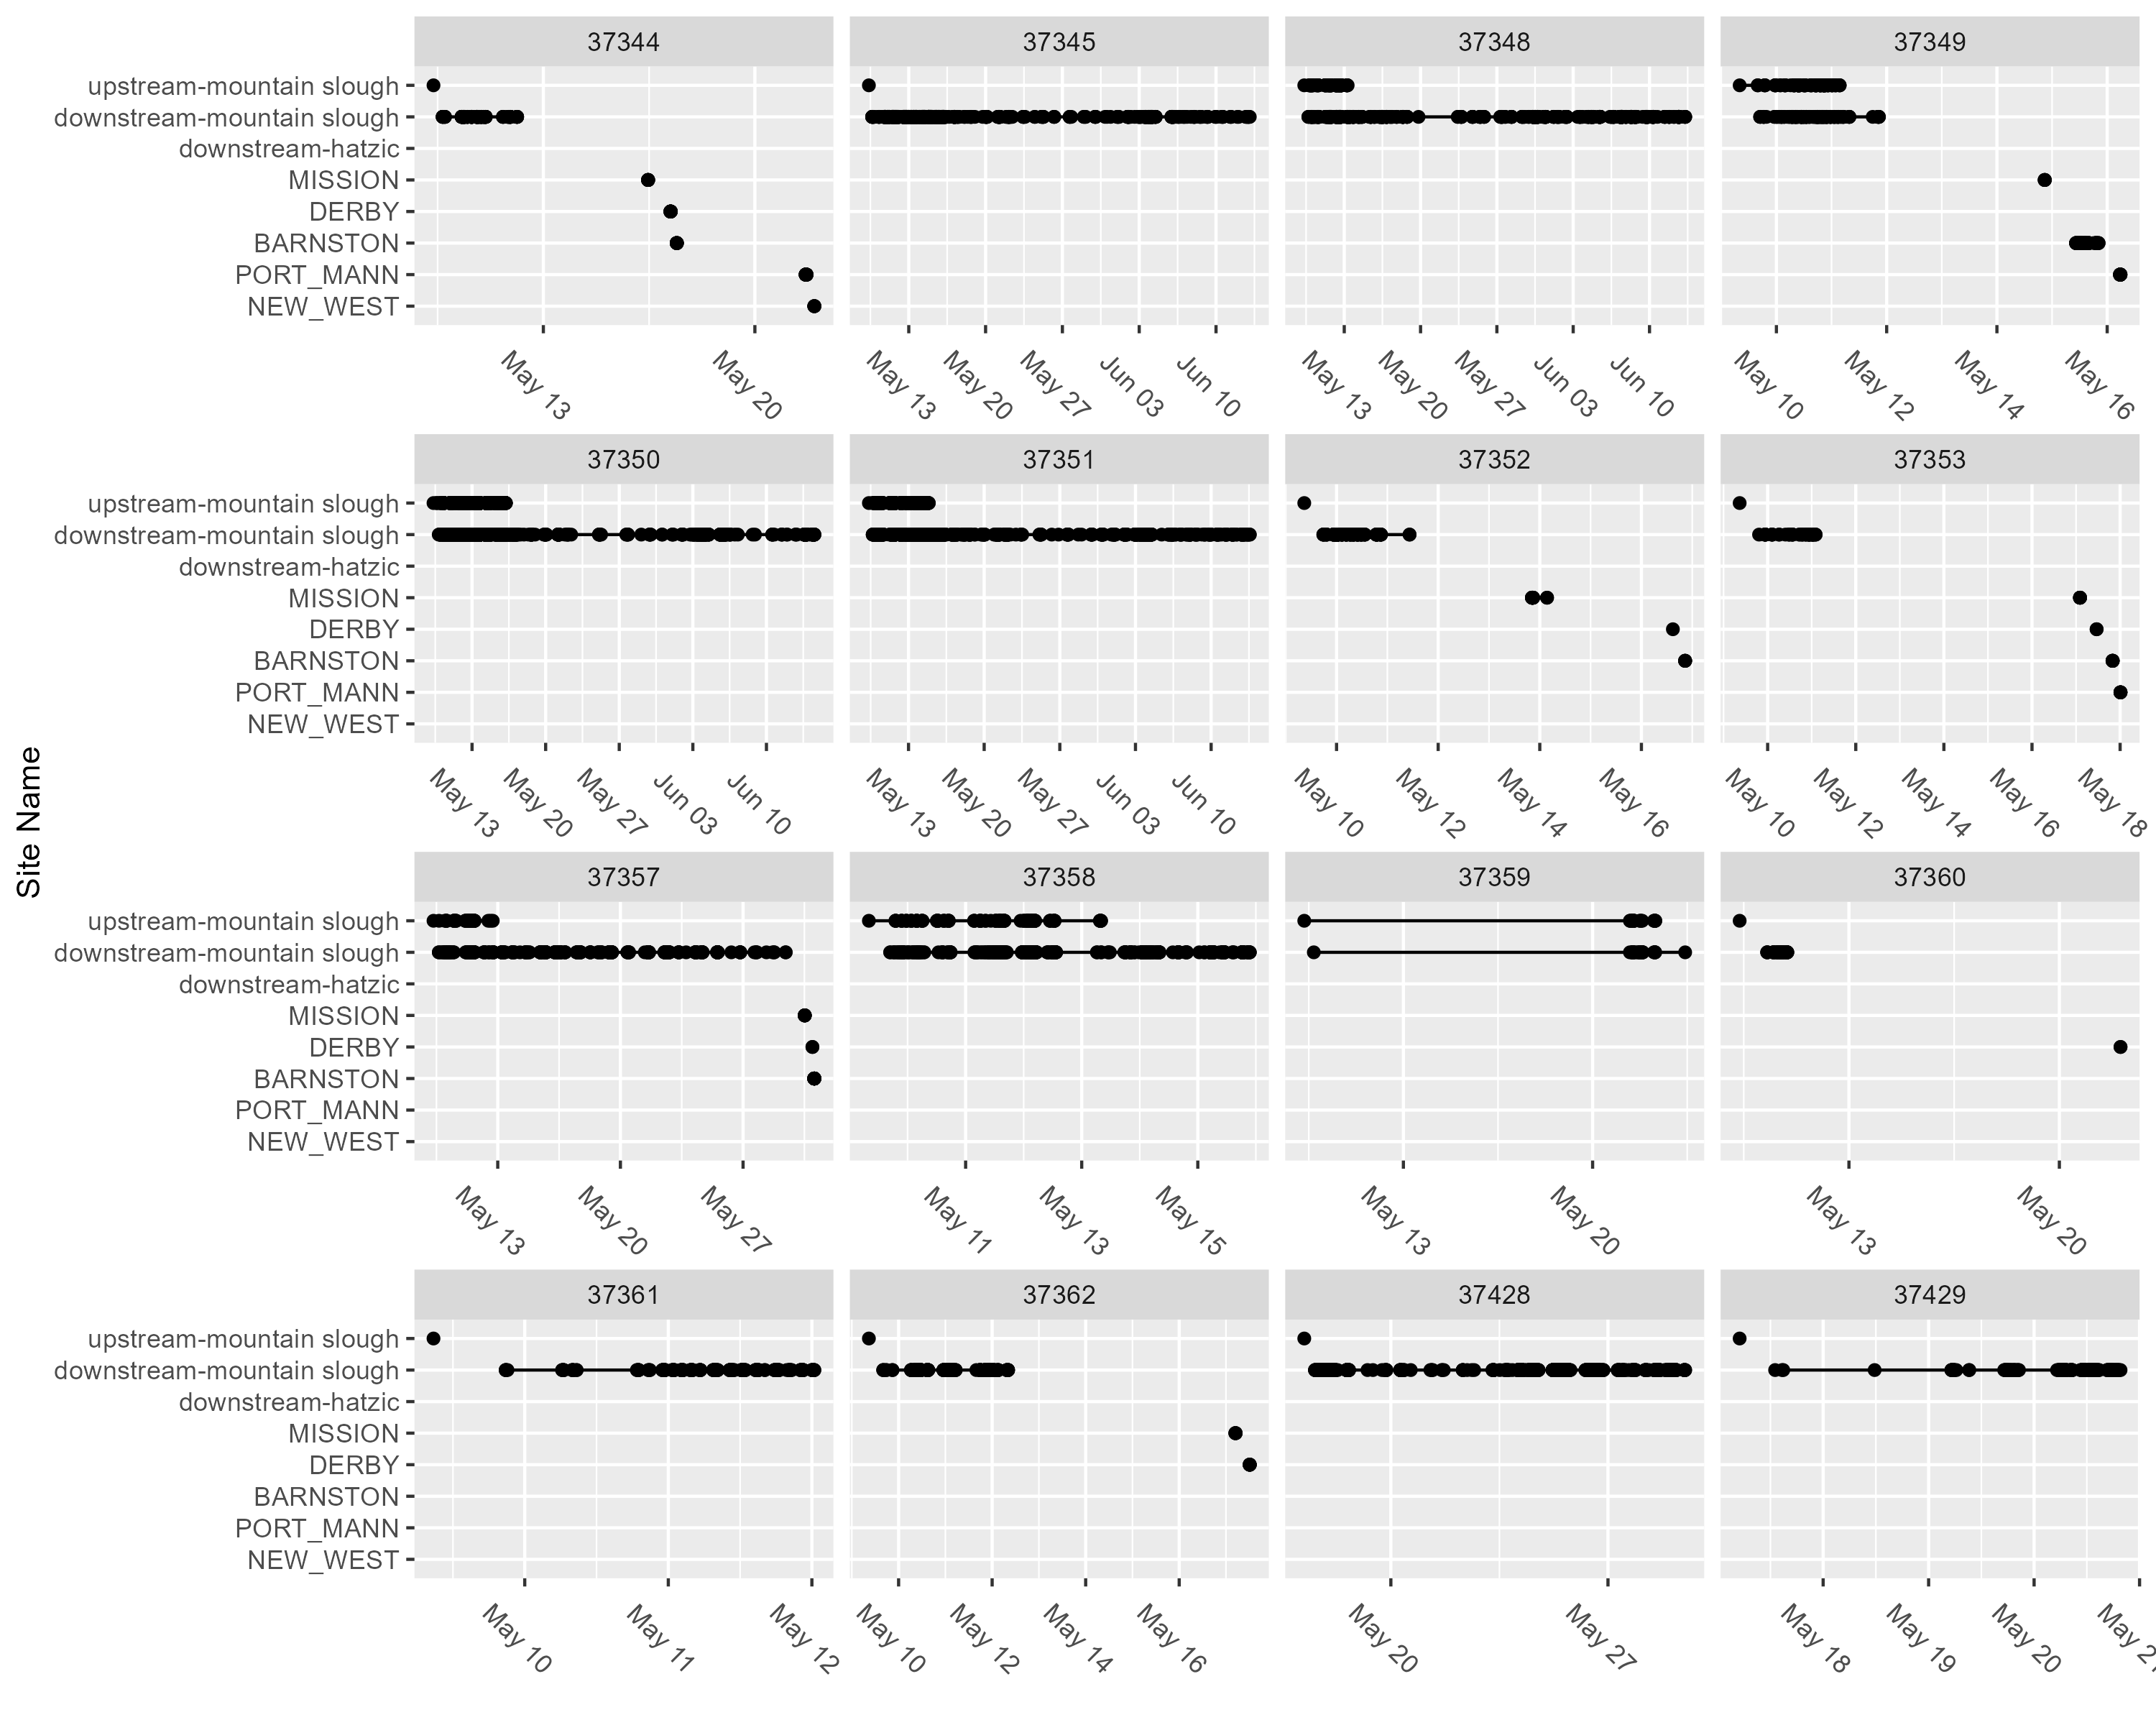 37344 37345 37348 37349
upstream-mountain slough
downstream-mountain slough
downstream-hatzic
MISSION
DERBY
BARNSTON
PORT_MANN
NEW_WEST
May 13 May 20 May 13 May 20 May 27 Jun 03 Jun 10 May 13 May 20 May 27 Jun 03 Jun 10 May 10 May 12 May 14 May 16
37350 37351 37352 37353
upstream-mountain slough
downstream-mountain slough
downstream-hatzic
MISSION
DERBY
BARNSTON
PORT_MANN
NEW_WEST
May 13 May 20 May 27 Jun 03 Jun 10 May 13 May 20 May 27 Jun 03 Jun 10 May 10 May 12 May 14 May 16 May 10 May 12 May 14 May 16 May 18
Site Name
37357 37358 37359 37360
upstream-mountain slough
downstream-mountain slough
downstream-hatzic
MISSION
DERBY
BARNSTON
PORT_MANN
NEW_WEST
May 13 May 20 May 27 May 11 May 13 May 15 May 13 May 20 May 13 May 20
37361 37362 37428 37429
upstream-mountain slough
downstream-mountain slough
downstream-hatzic
MISSION
DERBY
BARNSTON
PORT_MANN
NEW_WEST
May 10 May 11 May 12 May 10 May 12 May 14 May 16 May 20 May 27 May 18 May 19 May 20 May